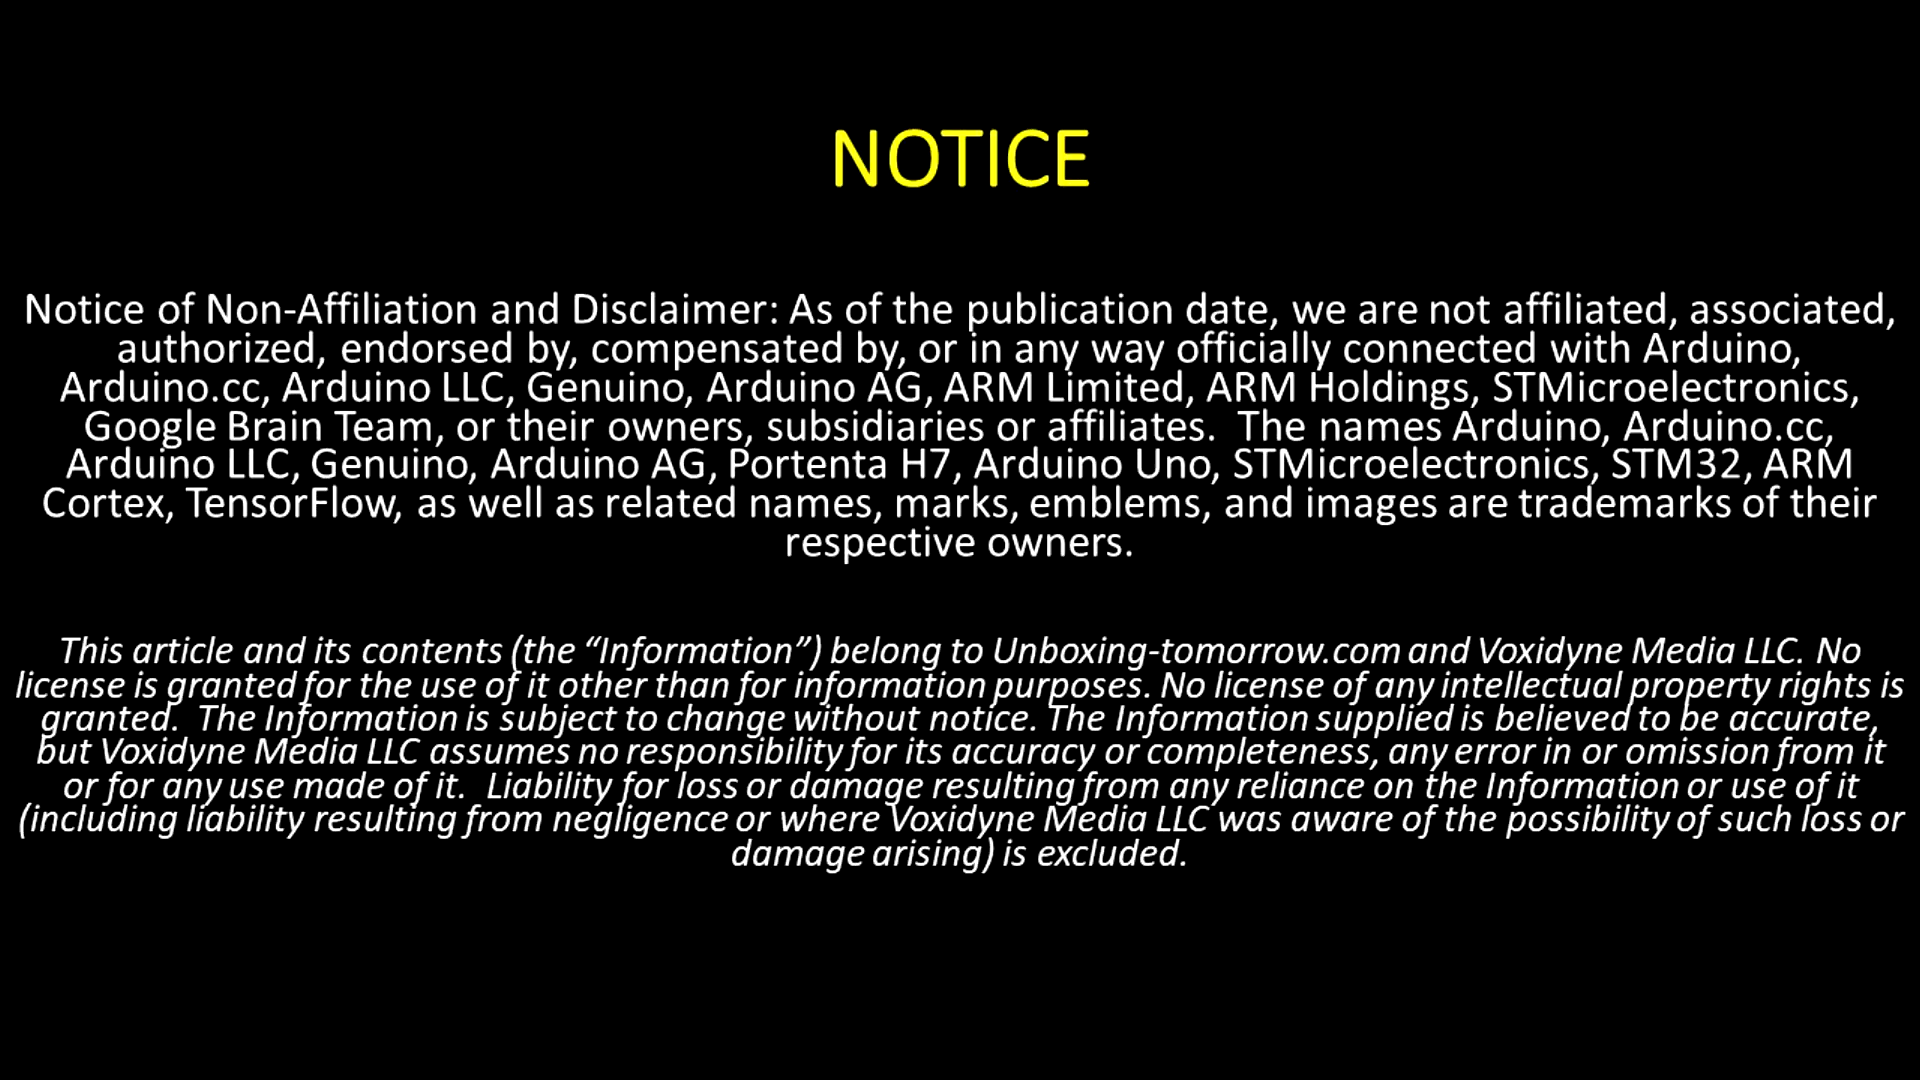 NOTICE
Notice of Non-Affiliation and Disclaimer: As of the publication date, we are not affiliated, associated,
authorized, endorsed by, compensated by, or in any way officially connected with Arduino,
Arduino.cc, Arduino LLC, Genuino, Arduino AG, ARM Limited, ARM Holdings, STMicroelectronics,
Google Brain Team, or their owners, subsidiaries or affiliates.  The names Arduino, Arduino.cc,
Arduino LLC, Genuino, Arduino AG, Portenta H7, Arduino Uno, STMicroelectronics, STM32, ARM
Cortex, TensorFlow, as well as related names, marks, emblems, and images are trademarks of their
respective owners.
This article and its contents (the “Information”) belong to Unboxing-tomorrow.com and Voxidyne Media LLC. No
license is granted for the use of it other than for information purposes. No license of any intellectual property rights is
granted.  The Information is subject to change without notice. The Information supplied is believed to be accurate,
but Voxidyne Media LLC assumes no responsibility for its accuracy or completeness, any error in or omission from it
or for any use made of it.  Liability for loss or damage resulting from any reliance on the Information or use of it
(including liability resulting from negligence or where Voxidyne Media LLC was aware of the possibility of such loss or
damage arising) is excluded.